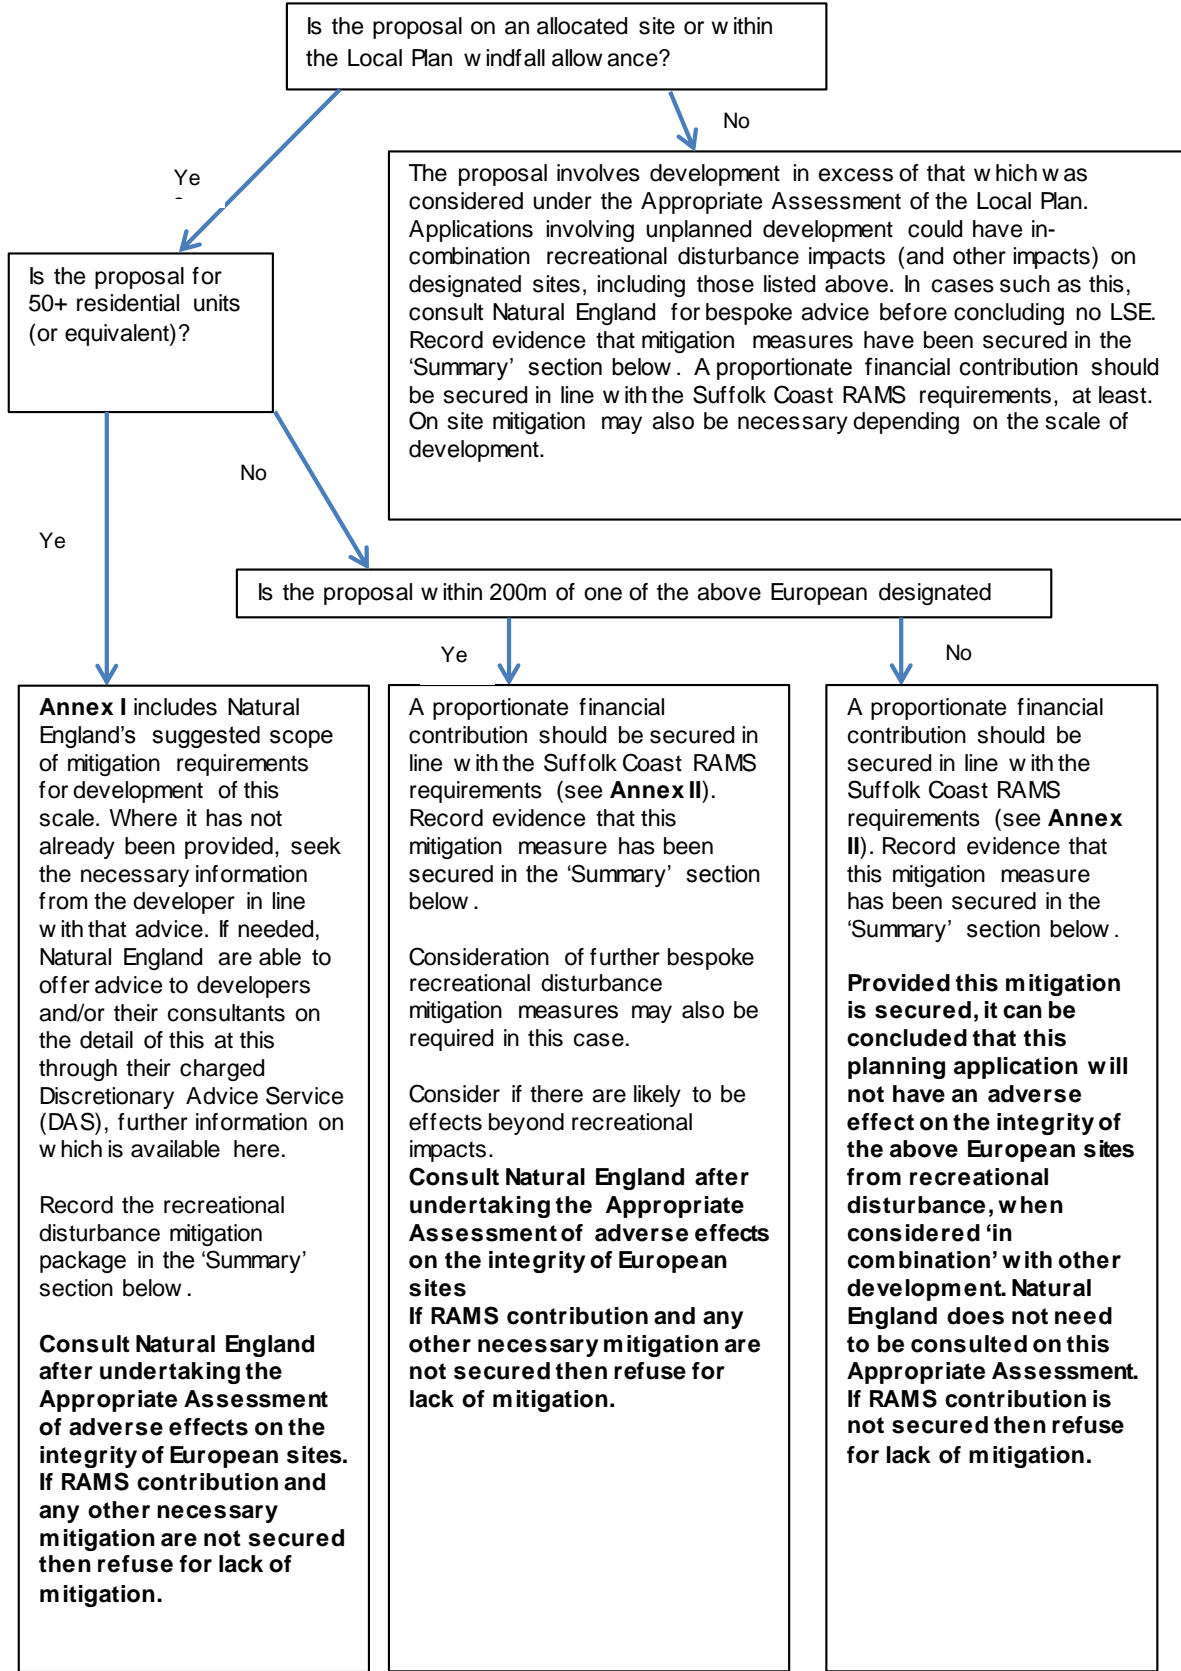 Is the proposal on an allocated site or within
the Local Plan windfall allowance?
No
Ye
The proposal involves development in excess of that which was
considered under the Appropriate Assessment of the Local Plan.
Applications involving unplanned development could have in-
combination recreational disturbance impacts (and other impacts) on
designated sites, including those listed above. In cases such as this,
consult Natural England for bespoke advice before concluding no LSE.
Record evidence that mitigation measures have been secured in the
‘Summary’ section below. A proportionate financial contribution should
be secured in line with the Suffolk Coast RAMS requirements, at least.
On site mitigation may also be necessary depending on the scale of
development.
Is the proposal for
50+ residential units
(or equivalent)?
No
Ye
Is the proposal within 200m of one of the above European designated
Ye
No
Annex I includes Natural
England’s suggested scope
of mitigation requirements
for development of this
scale. Where it has not
already been provided, seek
the necessary information
from the developer in line
with that advice. If needed,
Natural England are able to
offer advice to developers
and/or their consultants on
the detail of this at this
through their charged
Discretionary Advice Service
(DAS), further information on
which is available here.
Record the recreational
disturbance mitigation
package in the ‘Summary’
section below.
Consult Natural England
after undertaking the
Appropriate Assessment
of adverse effects on the
integrity of European sites.
If RAMS contribution and
any other necessary
mitigation are not secured
then refuse for lack of
mitigation.
A proportionate financial
contribution should be secured in
line with the Suffolk Coast RAMS
requirements (see Annex II).
Record evidence that this
mitigation measure has been
secured in the ‘Summary’ section
below.
Consideration of further bespoke
recreational disturbance
mitigation measures may also be
required in this case.
Consider if there are likely to be
effects beyond recreational
impacts.
Consult Natural England after
undertaking the Appropriate
Assessment of adverse effects
on the integrity of European
sites
If RAMS contribution and any
other necessary mitigation are
not secured then refuse for
lack of mitigation.
A proportionate financial
contribution should be
secured in line with the
Suffolk Coast RAMS
requirements (see Annex
II). Record evidence that
this mitigation measure
has been secured in the
‘Summary’ section below.
Provided this mitigation
is secured, it can be
concluded that this
planning application will
not have an adverse
effect on the integrity of
the above European sites
from recreational
disturbance, when
considered ‘in
combination’ with other
development. Natural
England does not need
to be consulted on this
Appropriate Assessment.
If RAMS contribution is
not secured then refuse
for lack of mitigation.